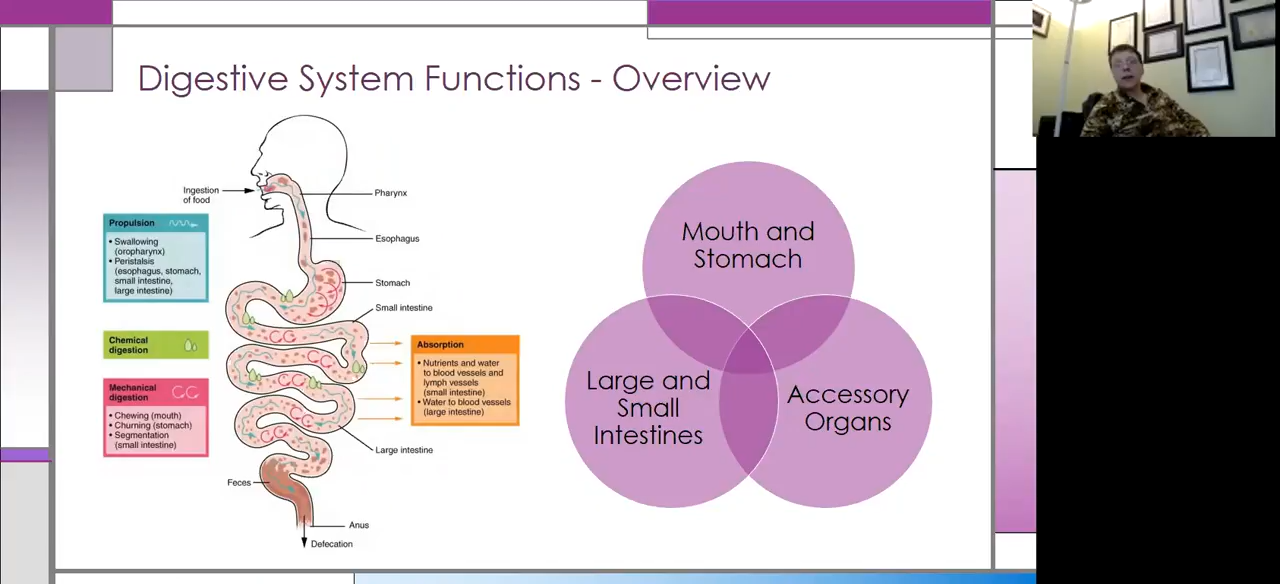 Digestive System Functions - Overview
Ingestion
of food
Pharynx
Propulsion
• Swallowing
(oropharynx)
• Peristalsis
(esophagus, stomach,
small intestine,
large intestine)
Esophagus
Stomach
Small intestine
Chemical
digestion
Absorption
• Nutrients and water
to blood vessels and
lymph vessels
(small intestine)
• Water to blood vessels
(large intestine)
Mechanical
digestion
• Chewing (mouth)
• Churning (stomach)
• Segmentation
(small intestine)
Large intestine
Feces
Anus
Defecation
Mouth and
Stomach
Large and
Small
Intestines
Accessory
Organs